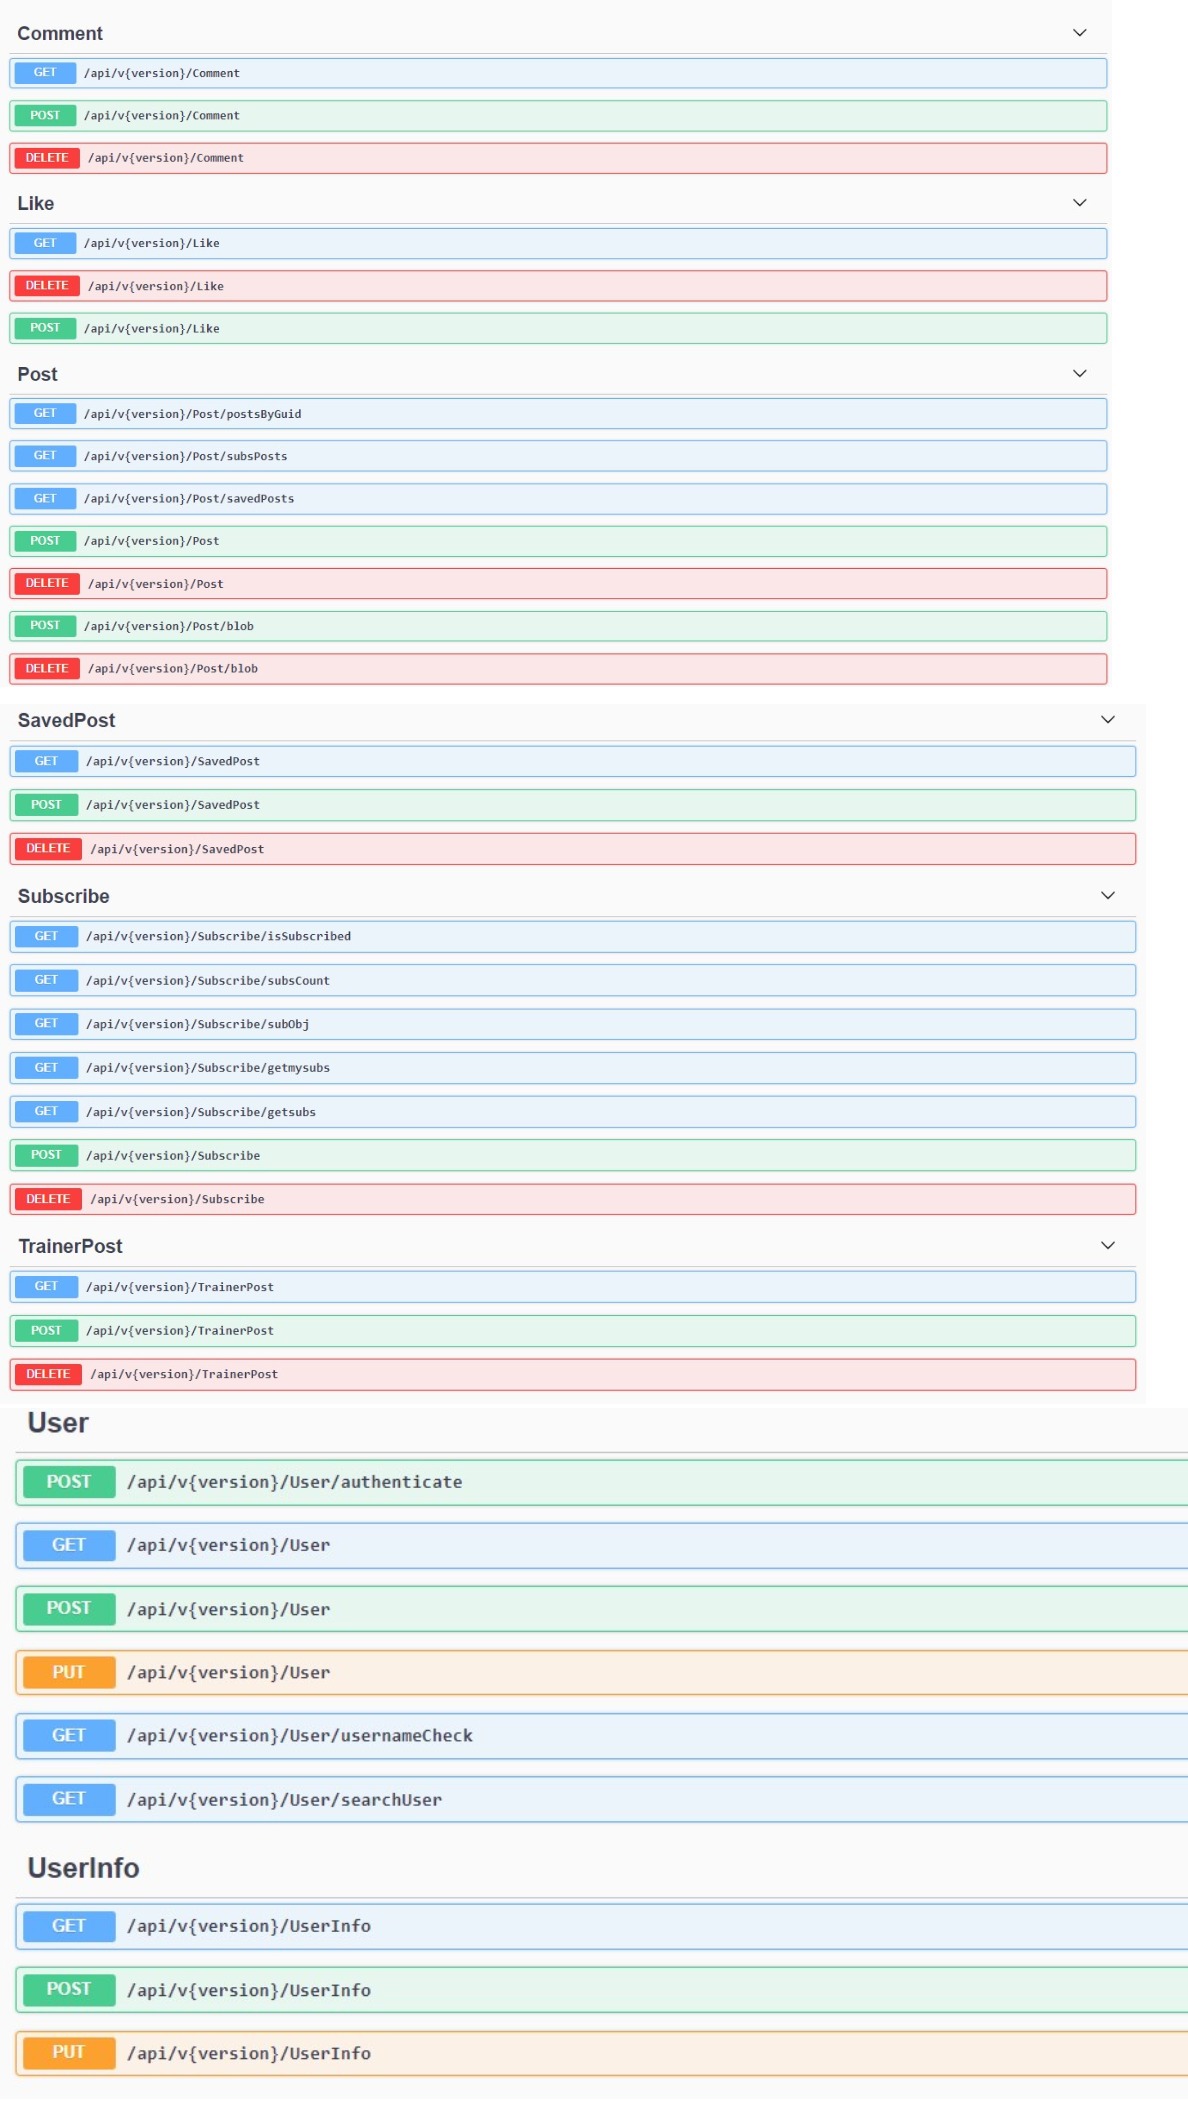 Comment
GET /api/v{version}/Comment
POST /api/v{version}/Comment
DELETE /api/v{version}/Comment
Like
GET /api/v{version}/Like
DELETE /api/v{version}/Like
POST /api/v{version}/Like
Post
GET /api/v{version}/Post/postsByGuid
GET /api/v{version}/Post/subsPosts
GET /api/v{version}/Post/savedPosts
POST /api/v{version}/Post
DELETE /api/v{version}/Post
POST /api/v{version}/Post/blob
DELETE /api/v{version}/Post/blob
SavedPost
GET /api/v{version}/SavedPost
POST /api/v{version}/SavedPost
DELETE /api/v{version}/SavedPost
Subscribe
GET /api/v{version}/Subscribe/isSubscribed
GET /api/v{version}/Subscribe/subsCount
GET /api/v{version}/Subscribe/subObj
GET /api/v{version}/Subscribe/getmysubs
GET /api/v{version}/Subscribe/getsubs
POST /api/v{version}/Subscribe
DELETE /api/v{version}/Subscribe
TrainerPost
GET /api/v{version}/TrainerPost
POST /api/v{version}/TrainerPost
DELETE /api/v{version}/TrainerPost
User
POST /api/v{version}/User/authenticate
GET /api/v{version}/User
POST /api/v{version}/User
PUT /api/v{version}/User
GET /api/v{version}/User/usernameCheck
GET /api/v{version}/User/searchUser
UserInfo
GET /api/v{version}/UserInfo
POST /api/v{version}/UserInfo
PUT /api/v{version}/UserInfo